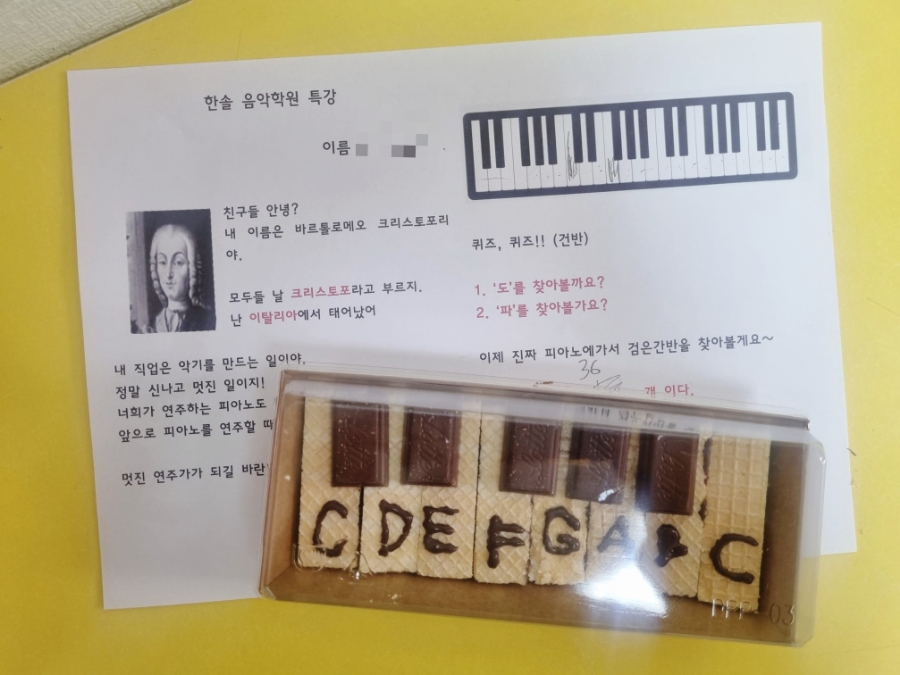 한솔 음악학원 특강
이름
친구들 안녕?
내 이름은 바르톨로메오 크리스토포리
야.
모두들 날 크리스토포라고 부르지.
난 이탈리아에서 태어났어
내 직업은 악기를 만드는 일이야.
정말 신나고 멋진 일이지!
너희가 연주하는 피아노도
앞으로 피아노를 연주할 때
멋진 연주가가 되길 바란
퀴즈, 퀴즈!! (건반)
1. '도'를 찾아볼까요?
2. '파'를 찾아볼가요?
이제 진짜 피아노에가서 검은간반을 찾아볼게요~
36
개 이다.
C D E F G A C
03